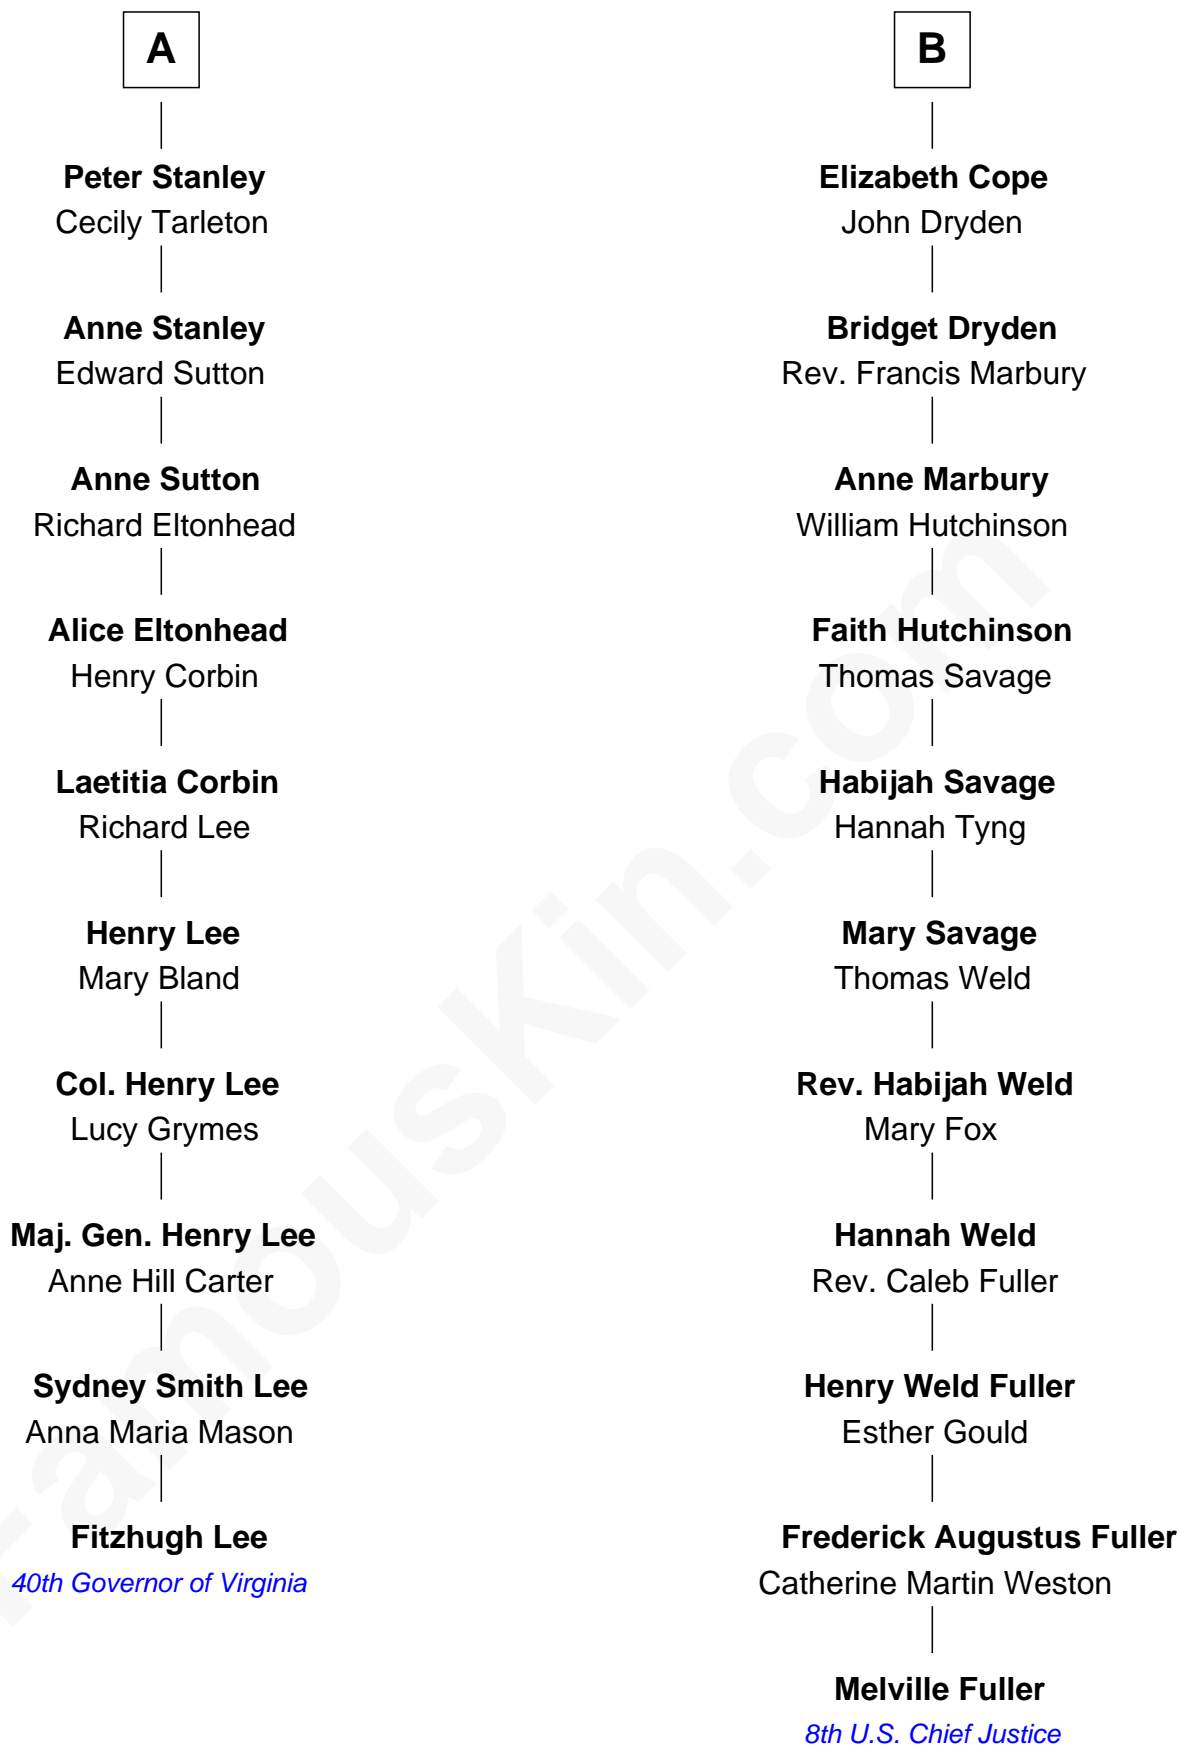 A
Peter Stanley
Cecily Tarleton
Anne Stanley
Edward Sutton
Anne Sutton
Richard Eltonhead
Alice Eltonhead
Henry Corbin
Laetitia Corbin
Richard Lee
Henry Lee
Mary Bland
Col. Henry Lee
Lucy Grymes
Maj. Gen. Henry Lee
Anne Hill Carter
Sydney Smith Lee
Anna Maria Mason
Fitzhugh Lee
40th Governor of Virginia
B
Elizabeth Cope
John Dryden
Bridget Dryden
Rev. Francis Marbury
Anne Marbury
William Hutchinson
Faith Hutchinson
Thomas Savage
Habijah Savage
Hannah Tyng
Mary Savage
Thomas Weld
Rev. Habijah Weld
Mary Fox
Hannah Weld
Rev. Caleb Fuller
Henry Weld Fuller
Esther Gould
Frederick Augustus Fuller
Catherine Martin Weston
Melville Fuller
8th U.S. Chief Justice
FamousKin.com